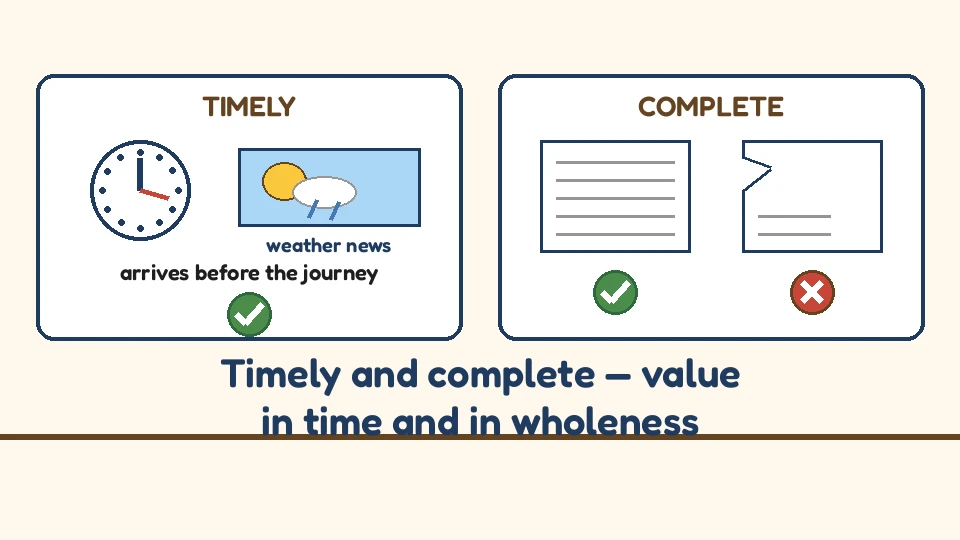 TIMELY
weather news
arrives before the journey
COMPLETE
Timely and complete — value
in time and in wholeness